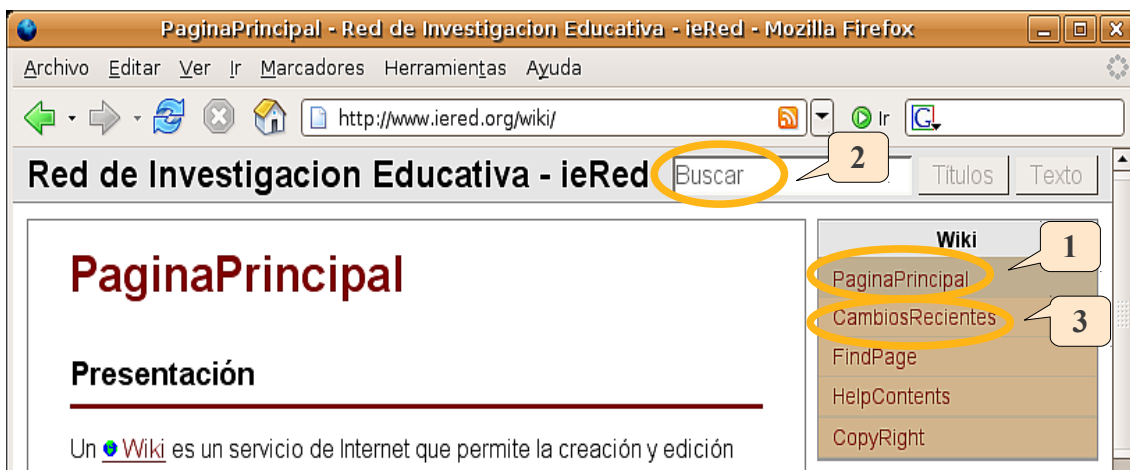 PaginaPrincipal - Red de Investigacion Educativa - ieRed - Mozilla Firefox
Archivo Editar Ver Ir Marcadores Herramientas Ayuda
http://www.iered.org/wiki/ Ir G
Red de Investigacion Educativa - ieRed Buscar 2 Títulos Texto
Wiki 1
PaginaPrincipal
PaginaPrincipal
CambiosRecientes 3
FindPage
Presentación
HelpContents
CopyRight
Un Wiki es un servicio de Internet que permite la creación y edición